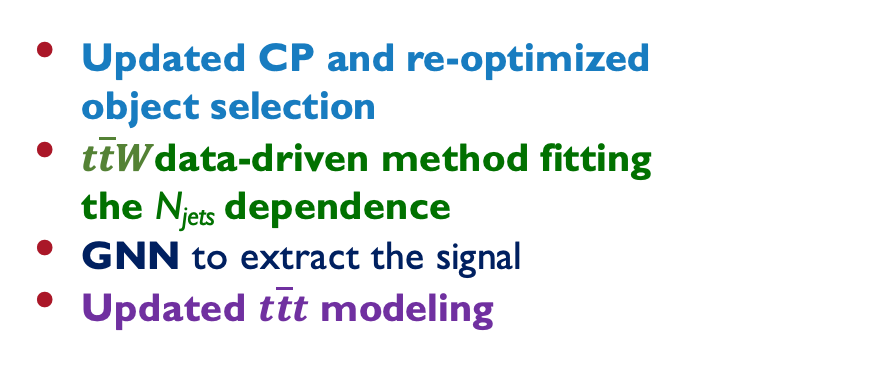 • Updated CP and re-optimized
object selection
• tt̅W data-driven method fitting
the Njets dependence
• GNN to extract the signal
• Updated tt̅t modeling